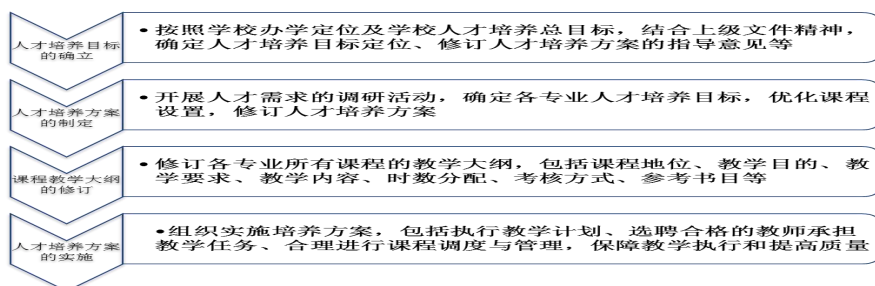 人才培养目标
的确立
•按照学校办学定位及学校人才培养总目标，结合上级文件精神，
确定人才培养目标定位、修订人才培养方案的指导意见等
人才培养方案
的制定
•开展人才需求的调研活动，确定各专业人才培养目标，优化课程
设置，修订人才培养方案
课程教学大纲
的修订
•修订各专业所有课程的教学大纲，包括课程地位、教学目的、教
学要求、教学内容、时数分配、考核方式、参考书目等
人才培养方案
的实施
•组织实施培养方案，包括执行教学计划、选聘合格的教师承担
教学任务、合理进行课程调度与管理，保障教学执行和提高质量